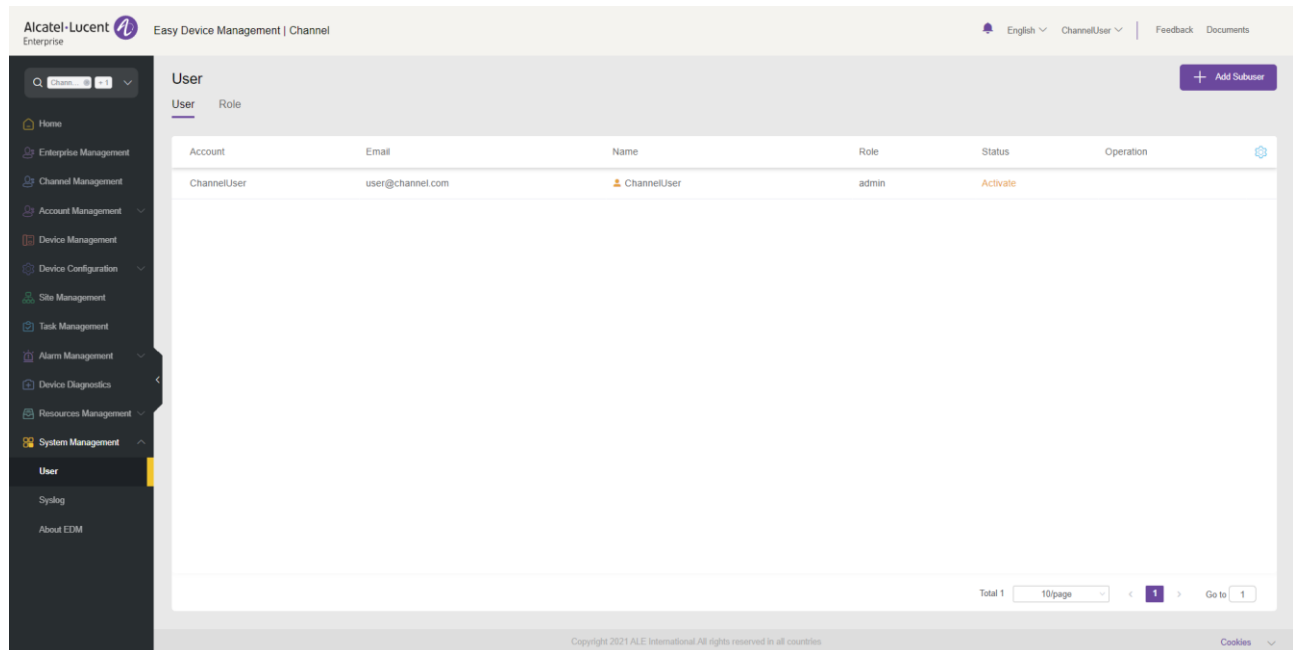 Alcatel·Lucent
Enterprise
Easy Device Management | Channel
English
ChannelUser
Feedback
Documents
Chann...
+ 1
Home
Enterprise Management
Channel Management
Account Management
Device Management
Device Configuration
Site Management
Task Management
Alarm Management
Device Diagnostics
Resources Management
System Management
User
Syslog
About EDM
User
Add Subuser
User Role
Account Email Name Role Status Operation
ChannelUser user@channel.com ChannelUser admin Activate
Total 1 10/page < 1 > Go to 1
Copyright 2021 ALE International.All rights reserved in all countries
Cookies